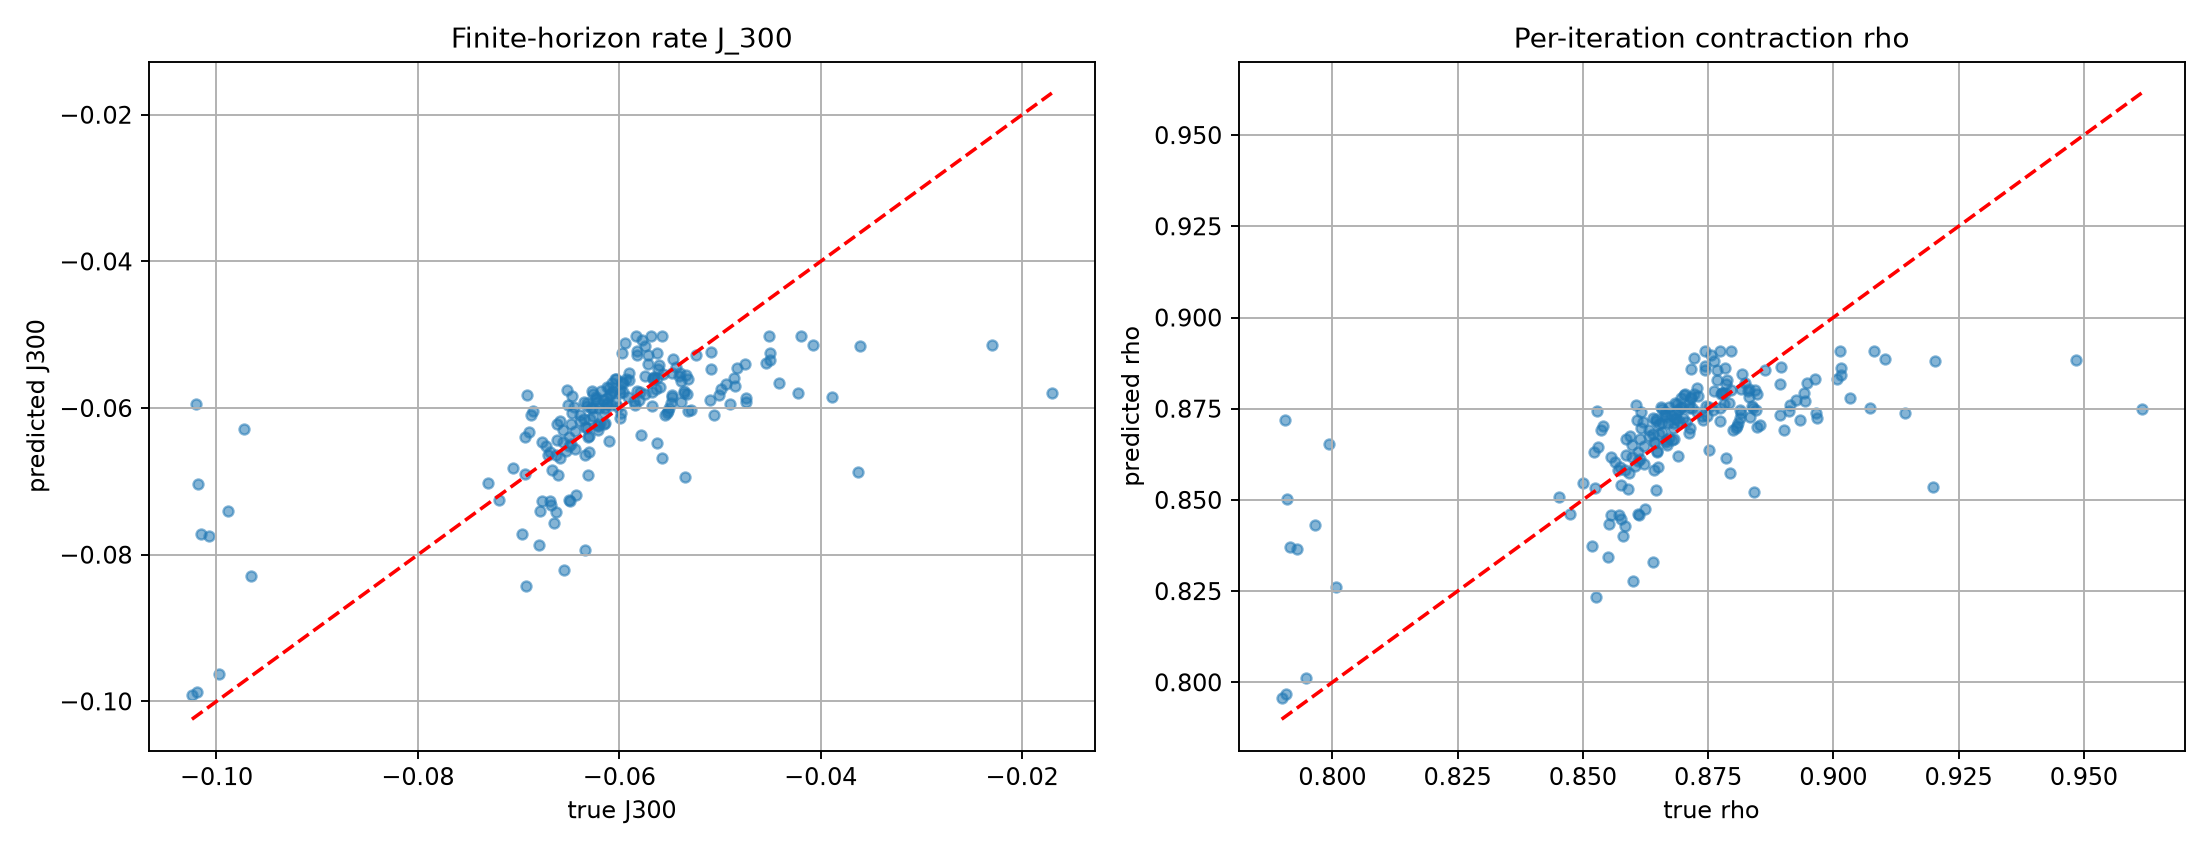 Finite-horizon rate J_300
−0.02
−0.04
−0.06
−0.08
−0.10
predicted J300
−0.10 −0.08 −0.06 −0.04 −0.02
true J300
Per-iteration contraction rho
0.950
0.925
0.900
0.875
0.850
0.825
0.800
predicted rho
0.800 0.825 0.850 0.875 0.900 0.925 0.950
true rho